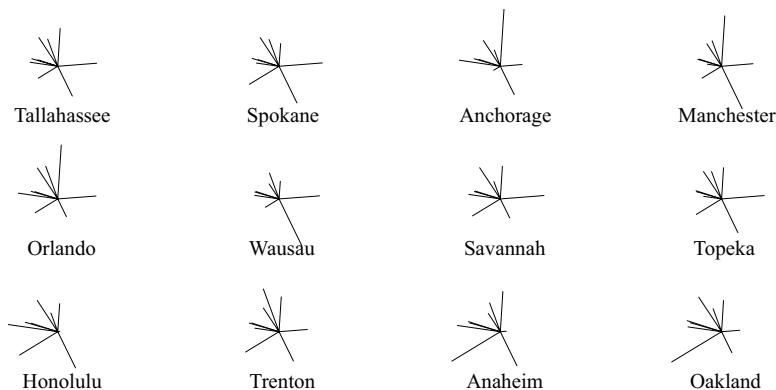 Tallahassee Spokane Anchorage Manchester
Orlando Wausau Savannah Topeka
Honolulu Trenton Anaheim Oakland